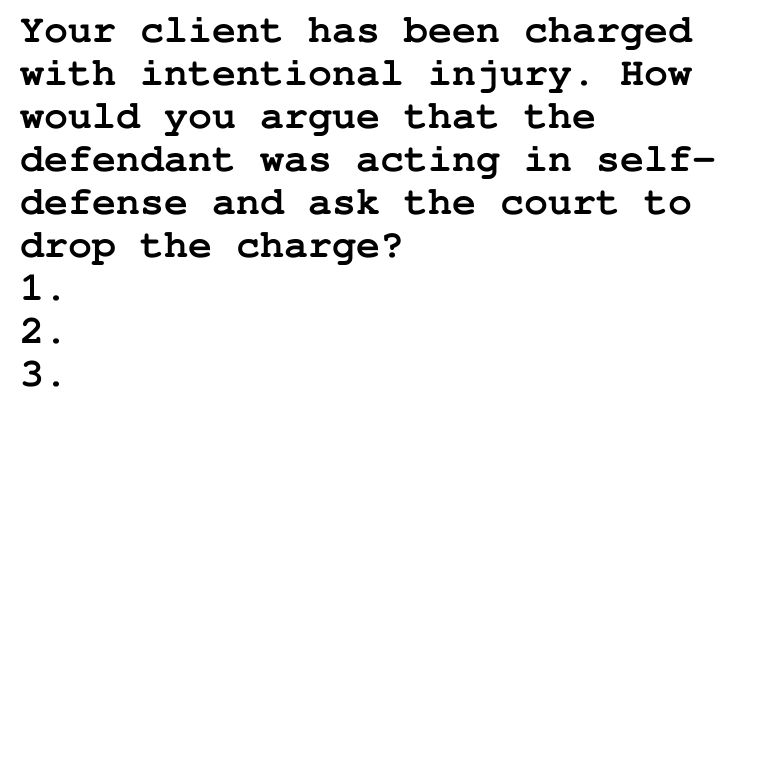 Your client has been charged
with intentional injury. How
would you argue that the
defendant was acting in self-
defense and ask the court to
drop the charge?
1.
2.
3.